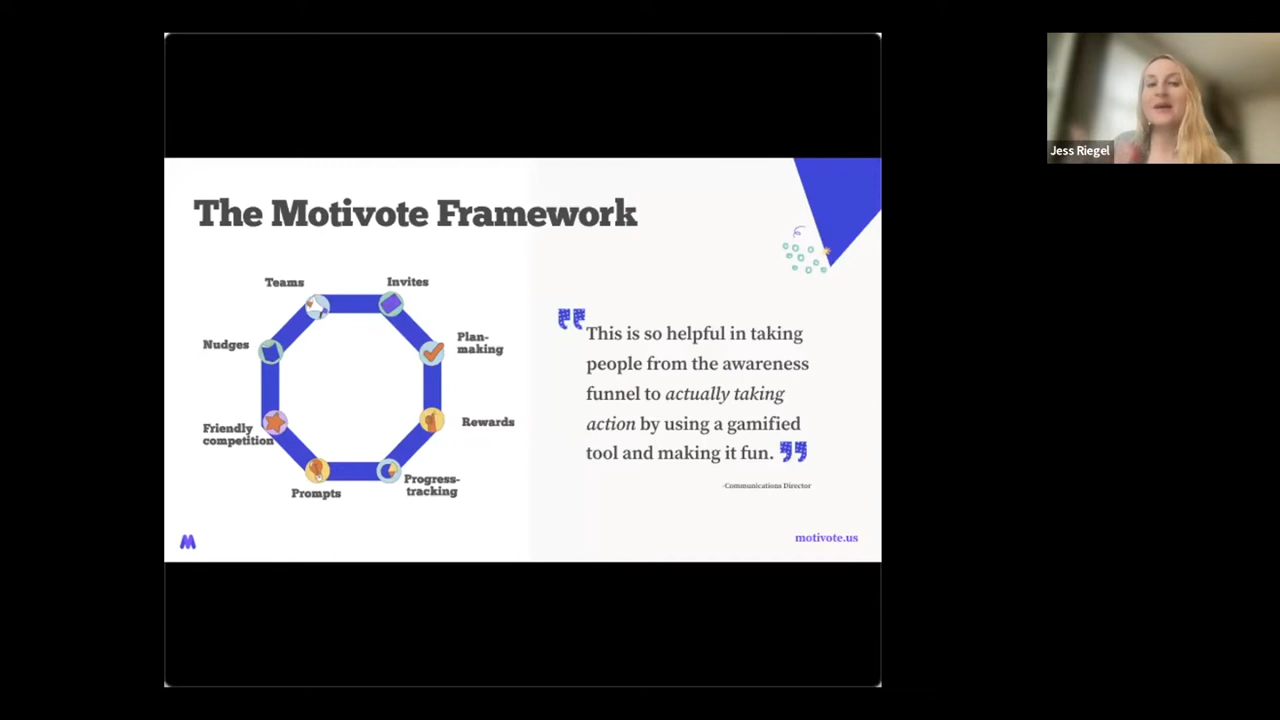 The Motivote Framework
Teams
Invites
Nudges
Plan-
making
Friendly
competition
Rewards
Prompts
Progress-
tracking
❝This is so helpful in taking
people from the awareness
funnel to actually taking
action by using a gamified
tool and making it fun.❞
-Communications Director
M
motivote.us
Jess Riegel